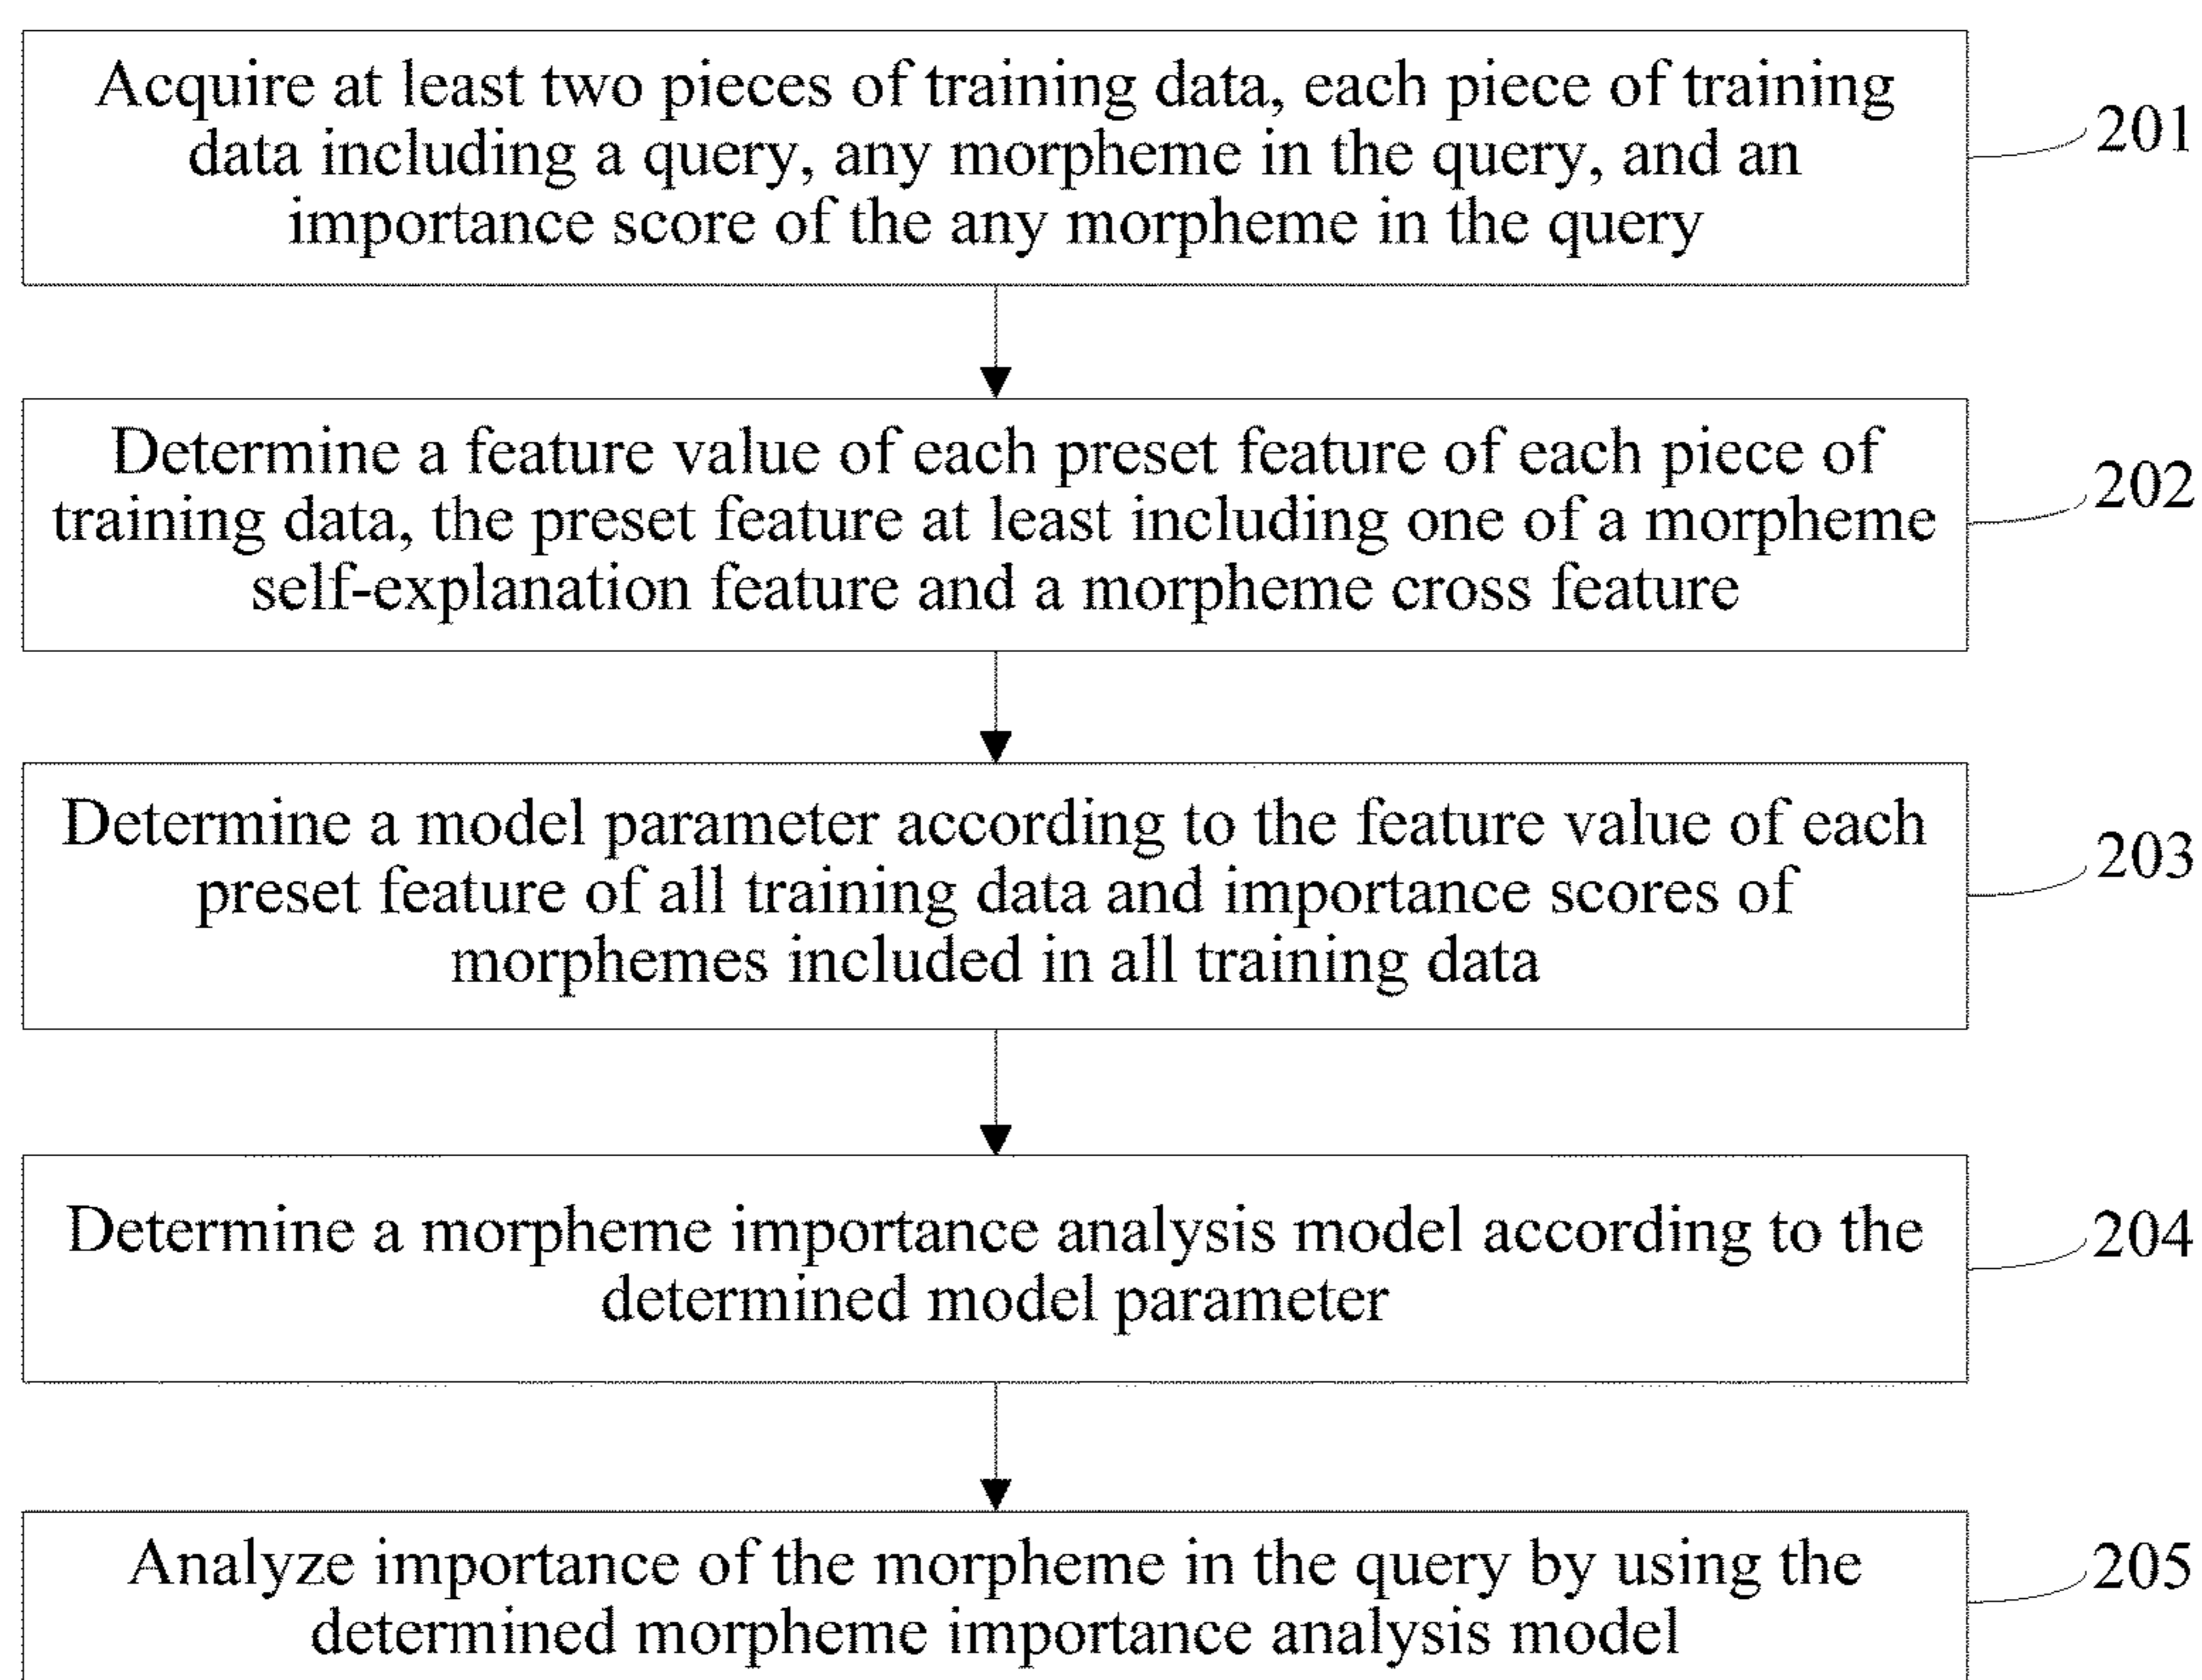 Acquire at least two pieces of training data, each piece of training
data including a query, any morpheme in the query, and an
importance score of the any morpheme in the query
201
Determine a feature value of each preset feature of each piece of
training data, the preset feature at least including one of a morpheme
self-explanation feature and a morpheme cross feature
202
Determine a model parameter according to the feature value of each
preset feature of all training data and importance scores of
morphemes included in all training data
203
Determine a morpheme importance analysis model according to the
determined model parameter
204
Analyze importance of the morpheme in the query by using the
determined morpheme importance analysis model
205